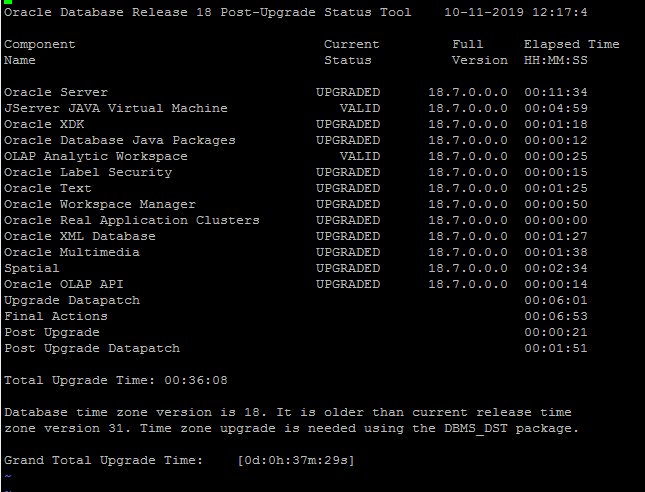 Oracle Database Release 18 Post-Upgrade Status Tool    10-11-2019 12:17:4
Component                               Current         Full     Elapsed Time
Name                                    Status          Version  HH:MM:SS
Oracle Server                          UPGRADED      18.7.0.0.0  00:11:34
JServer JAVA Virtual Machine              VALID      18.7.0.0.0  00:04:59
Oracle XDK                             UPGRADED      18.7.0.0.0  00:01:18
Oracle Database Java Packages          UPGRADED      18.7.0.0.0  00:00:12
OLAP Analytic Workspace                   VALID      18.7.0.0.0  00:00:25
Oracle Label Security                  UPGRADED      18.7.0.0.0  00:00:15
Oracle Text                            UPGRADED      18.7.0.0.0  00:01:25
Oracle Workspace Manager               UPGRADED      18.7.0.0.0  00:00:50
Oracle Real Application Clusters       UPGRADED      18.7.0.0.0  00:00:00
Oracle XML Database                    UPGRADED      18.7.0.0.0  00:01:27
Oracle Multimedia                      UPGRADED      18.7.0.0.0  00:01:38
Spatial                                UPGRADED      18.7.0.0.0  00:02:34
Oracle OLAP API                        UPGRADED      18.7.0.0.0  00:00:14
Upgrade Datapatch                                                00:06:01
Final Actions                                                    00:06:53
Post Upgrade                                                     00:00:21
Post Upgrade Datapatch                                           00:01:51
Total Upgrade Time: 00:36:08
Database time zone version is 18. It is older than current release time
zone version 31. Time zone upgrade is needed using the DBMS_DST package.
Grand Total Upgrade Time:    [0d:0h:37m:29s]
~
~